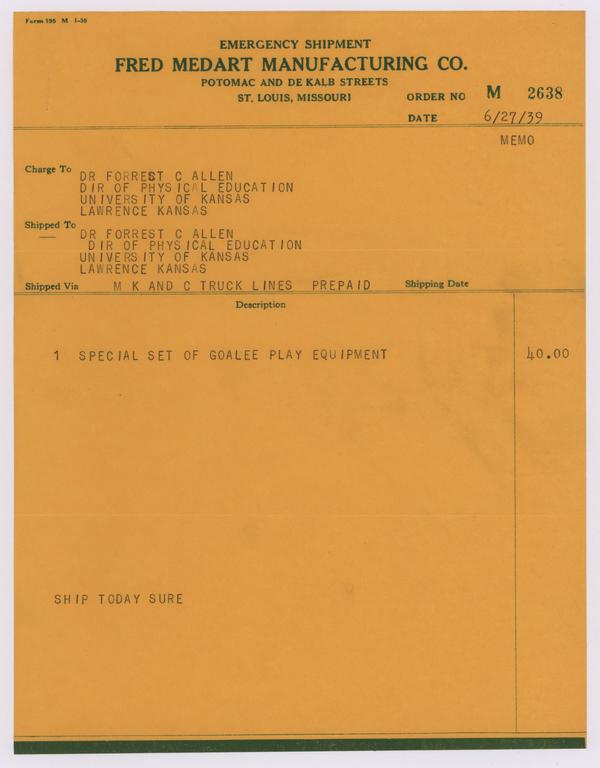 Form 196 M 1-39
EMERGENCY SHIPMENT
FRED MEDART MANUFACTURING CO.
POTOMAC AND DE KALB STREETS
ST. LOUIS, MISSOURI
ORDER NO M 2638
DATE 6/27/39
MEMO
Charge To DR FORREST C ALLEN
DIR OF PHYSICAL EDUCATION
UNIVERSITY OF KANSAS
LAWRENCE KANSAS
Shipped To DR FORREST C ALLEN
DIR OF PHYSICAL EDUCATION
UNIVERSITY OF KANSAS
LAWRENCE KANSAS
Shipped Via M K AND C TRUCK LINES PREPAID Shipping Date
Description
1 SPECIAL SET OF GOALEE PLAY EQUIPMENT 40.00
SHIP TODAY SURE